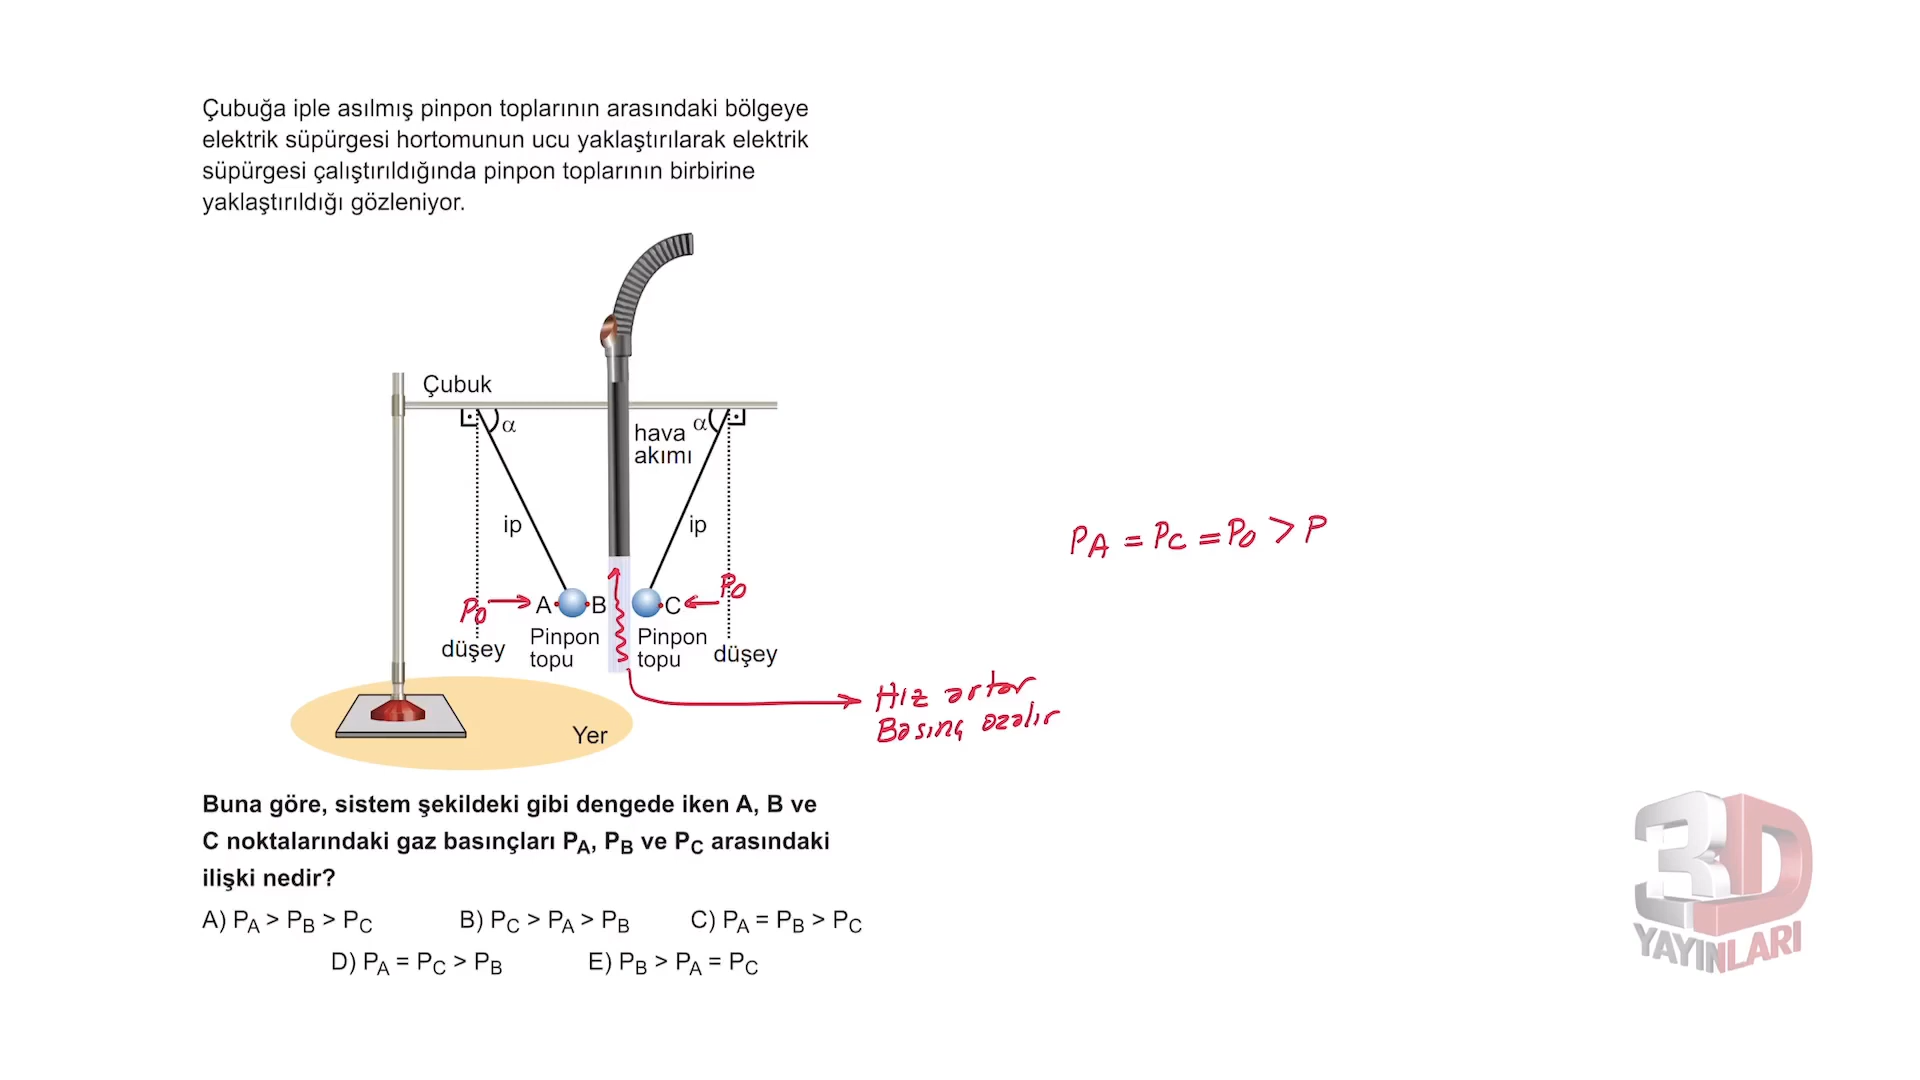 Çubuğa iple asılmış pinpon toplarının arasındaki bölgeye
elektrik süpürgesi hortomunun ucu yaklaştırılarak elektrik
süpürgesi çalıştırıldığında pinpon toplarının birbirine
yaklaştırıldığı gözleniyor.
Çubuk
α
hava
akımı
α
ip
ip
P0
A
B
C
P0
düşey
Pinpon
topu
Pinpon
topu
düşey
Yer
Hız artar
Basınç azalır
PA = PC = P0 > P
Buna göre, sistem şekildeki gibi dengede iken A, B ve
C noktalarındaki gaz basınçları PA, PB ve PC arasındaki
ilişki nedir?
A) PA > PB > PC B) PC > PA > PB C) PA = PB > PC
D) PA = PC > PB E) PB > PA = PC
3D
YAYINLARI